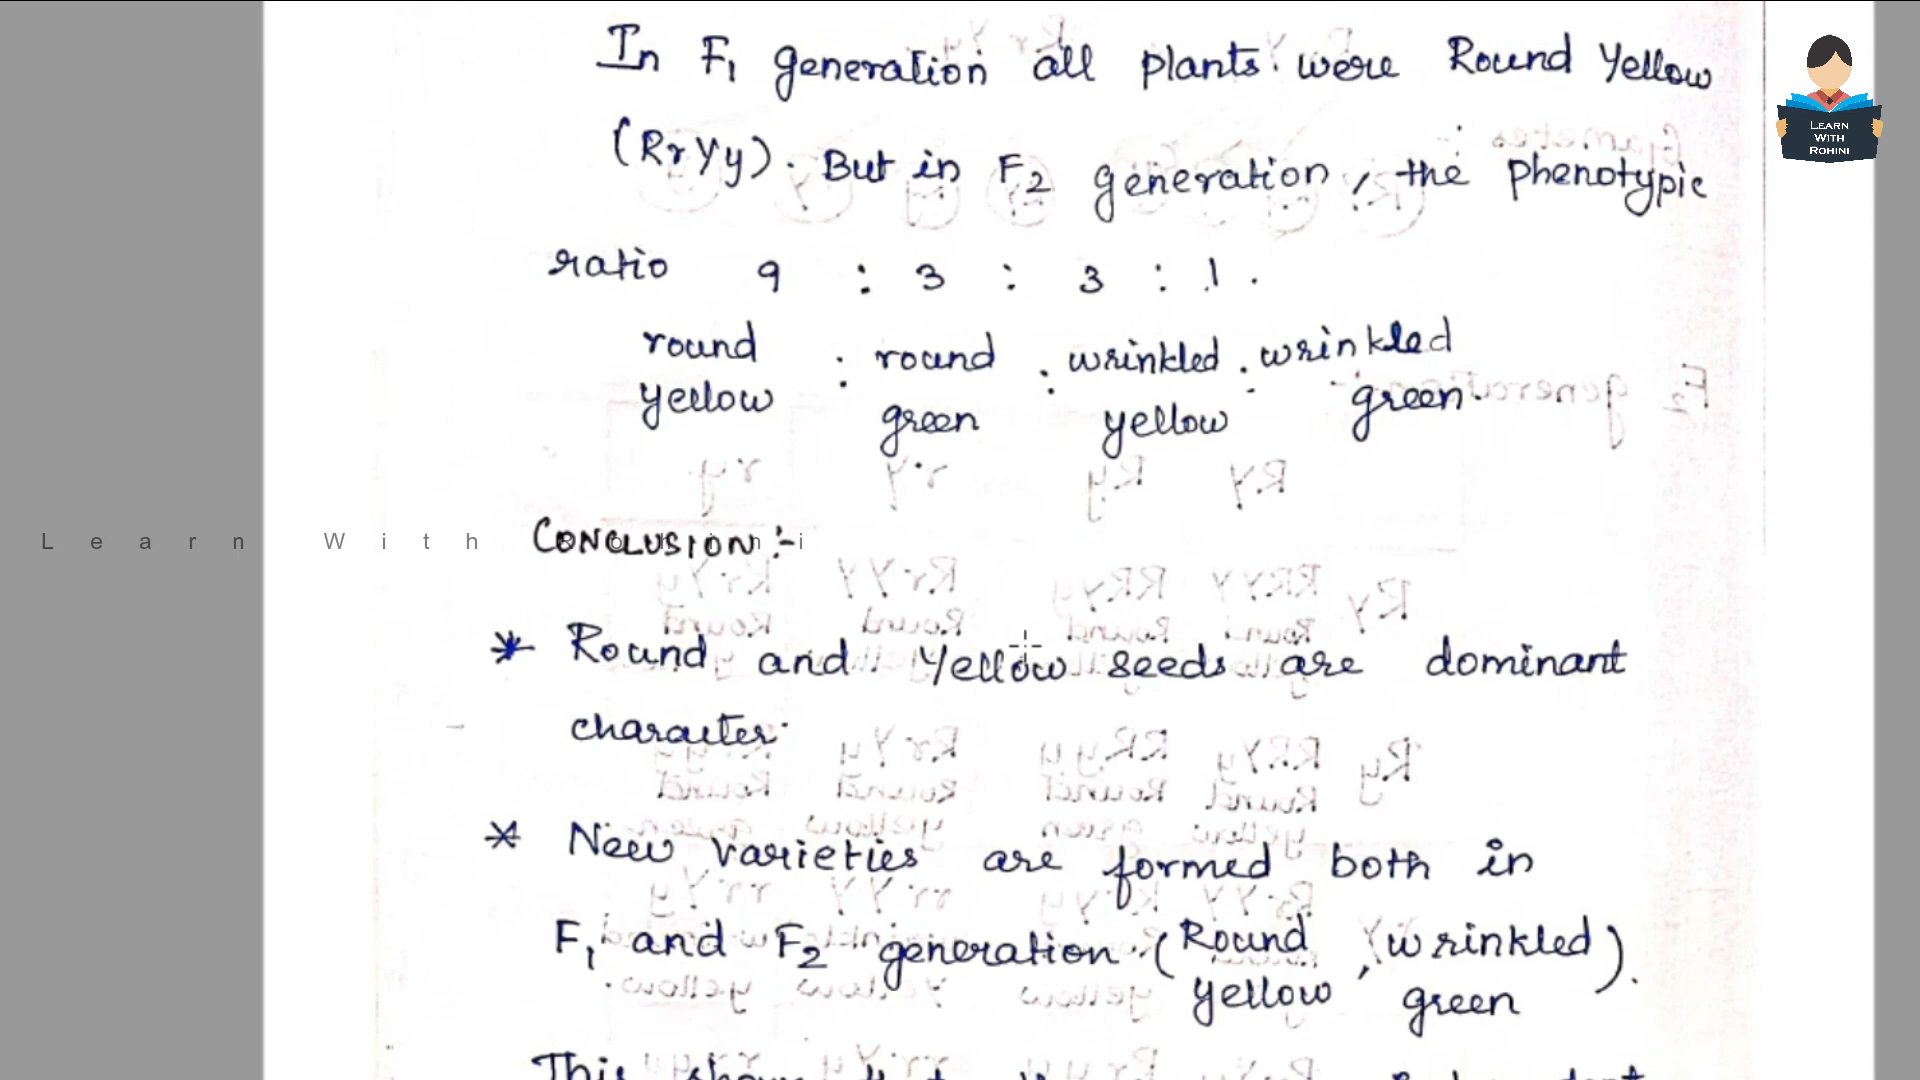 In F1 generation all plants were Round Yellow
(RrYy). But in F2 generation, the phenotypic
ratio 9 : 3 : 3 : 1.
round yellow : round green : wrinkled yellow : wrinkled green
Learn With Rohini
CONCLUSION :-
* Round and Yellow seeds are dominant
character.
* New varieties are formed both in
F1 and F2 generation (Round yellow, wrinkled green).
This
LEARN
WITH
ROHINI